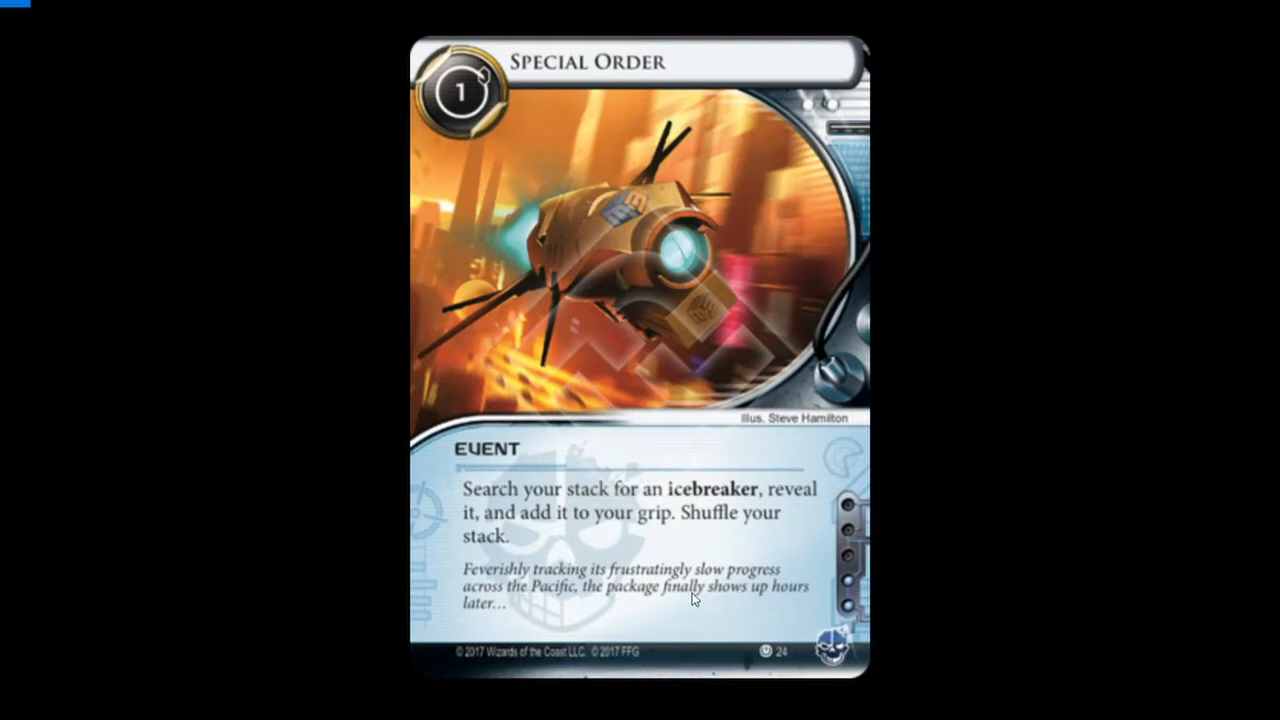 SPECIAL ORDER
1
Illus. Steve Hamilton
EVENT
Search your stack for an icebreaker, reveal
it, and add it to your grip. Shuffle your
stack.
Feverishly tracking its frustratingly slow progress
across the Pacific, the package finally shows up hours
later...
© 2017 Wizards of the Coast LLC. © 2017 FFG
24